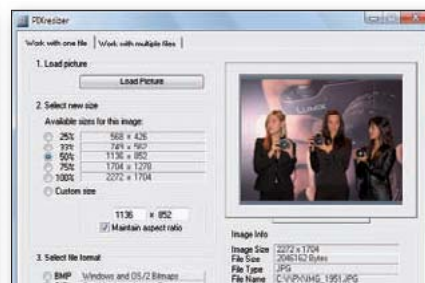 PIXresizer
Work with one file
Work with multiple files
1. Load picture
Load Picture
2. Select new size
Available sizes for this image:
25% 568 x 426
33% 749 x 562
50% 1136 x 852
75% 1704 x 1278
100% 2272 x 1704
Custom size
1136 x 852
Maintain aspect ratio
3. Select file format
BMP Windows and OS/2 Bitmaps
LUMIX
Image Info
Image Size 2272 x 1704
File Size 2046162 Bytes
File Type JPG
File Name